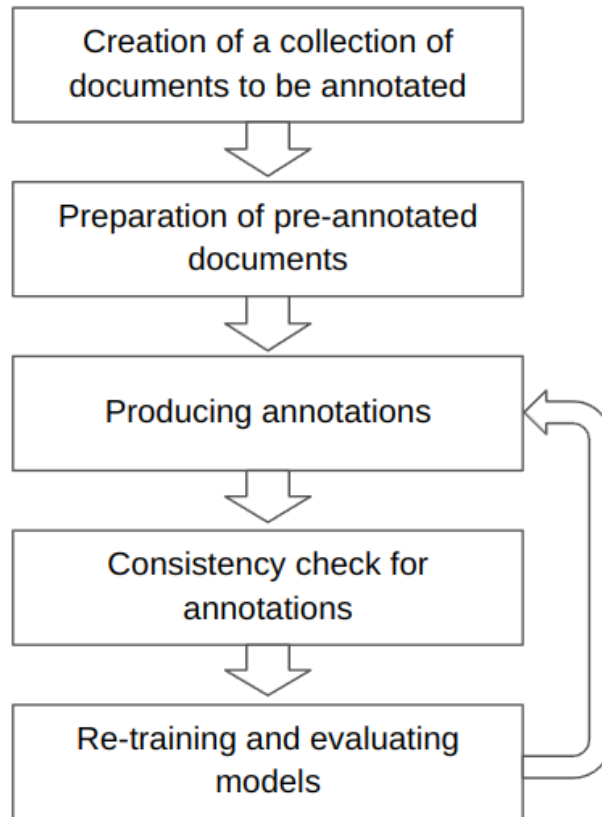 Creation of a collection of
documents to be annotated
Preparation of pre-annotated
documents
Producing annotations
Consistency check for
annotations
Re-training and evaluating
models